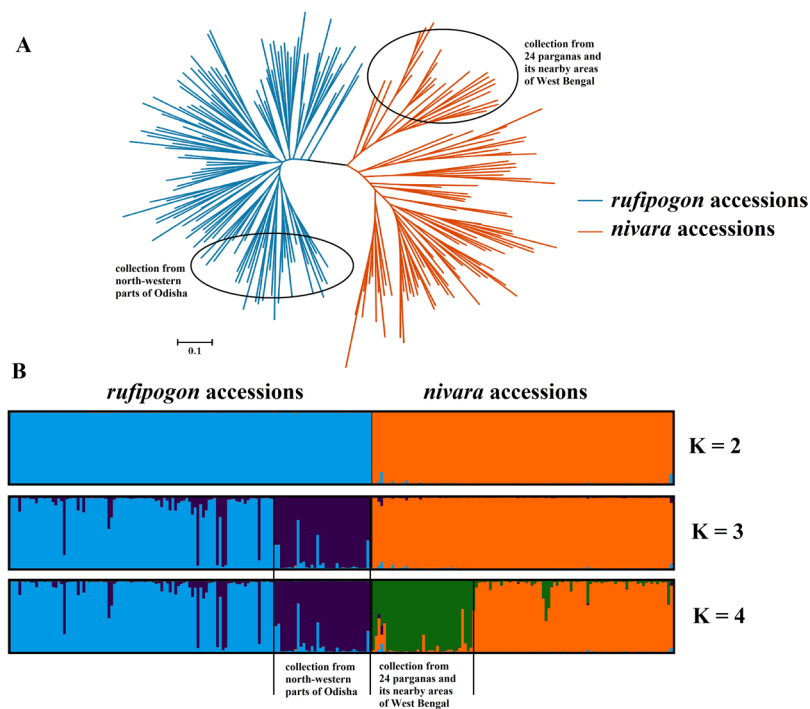 A
collection from
24 parganas and
its nearby areas
of West Bengal
rufipogon accessions
nivara accessions
collection from
north-western
parts of Odisha
0.1
B
rufipogon accessions
nivara accessions
K = 2
K = 3
K = 4
collection from
north-western
parts of Odisha
collection from
24 parganas and
its nearby areas
of West Bengal